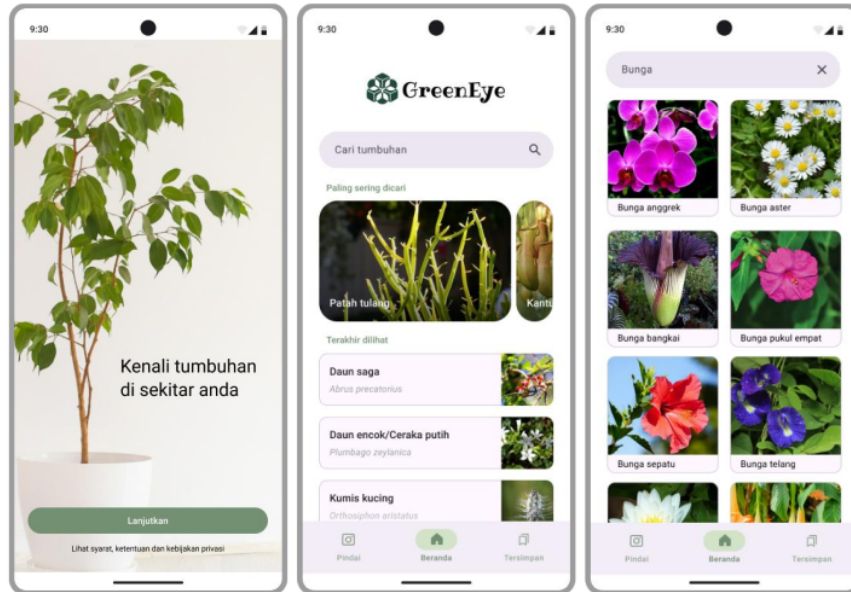 9:30
Kenali tumbuhan
di sekitar anda
Lanjutkan
Lihat syarat, ketentuan dan kebijakan privasi
9:30
GreenEye
Cari tumbuhan
Paling sering dicari
Patah tulang
Kantu
Terakhir dilihat
Daun saga
Abrus precatorius
Daun encok/Ceraka putih
Plumbago zeylanica
Kumis kucing
Orthosiphon aristatus
Pindai
Beranda
Tersimpan
9:30
Bunga
Bunga anggrek
Bunga aster
Bunga bangkai
Bunga pukul empat
Bunga sepatu
Bunga telang
Pindai
Beranda
Tersimpan